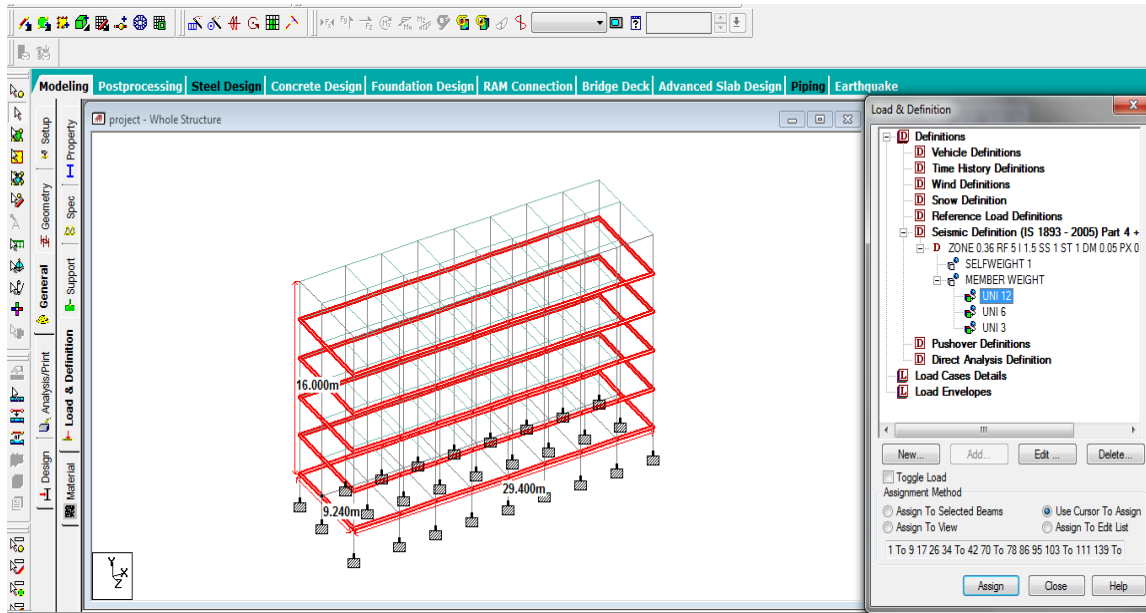 Modeling Postprocessing Steel Design Concrete Design Foundation Design RAM Connection Bridge Deck Advanced Slab Design Piping Earthquake
Setup
Geometry
General
Analysis/Print
Design
Property
Spec
Support
Load & Definition
Material
project - Whole Structure
16.000m
9.240m
29.400m
Y
X
Z
Load & Definition
Definitions
Vehicle Definitions
Time History Definitions
Wind Definitions
Snow Definition
Reference Load Definitions
Seismic Definition (IS 1893 - 2005) Part 4 +
ZONE 0.36 RF 5 I 1.5 SS 1 ST 1 DM 0.05 PX 0
SELFWEIGHT 1
MEMBER WEIGHT
UNI 12
UNI 6
UNI 3
Pushover Definitions
Direct Analysis Definition
Load Cases Details
Load Envelopes
New... Add... Edit ... Delete...
Toggle Load
Assignment Method
Assign To Selected Beams Use Cursor To Assign
Assign To View Assign To Edit List
1 To 9 17 26 34 To 42 70 To 78 86 95 103 To 111 139 To
Assign Close Help